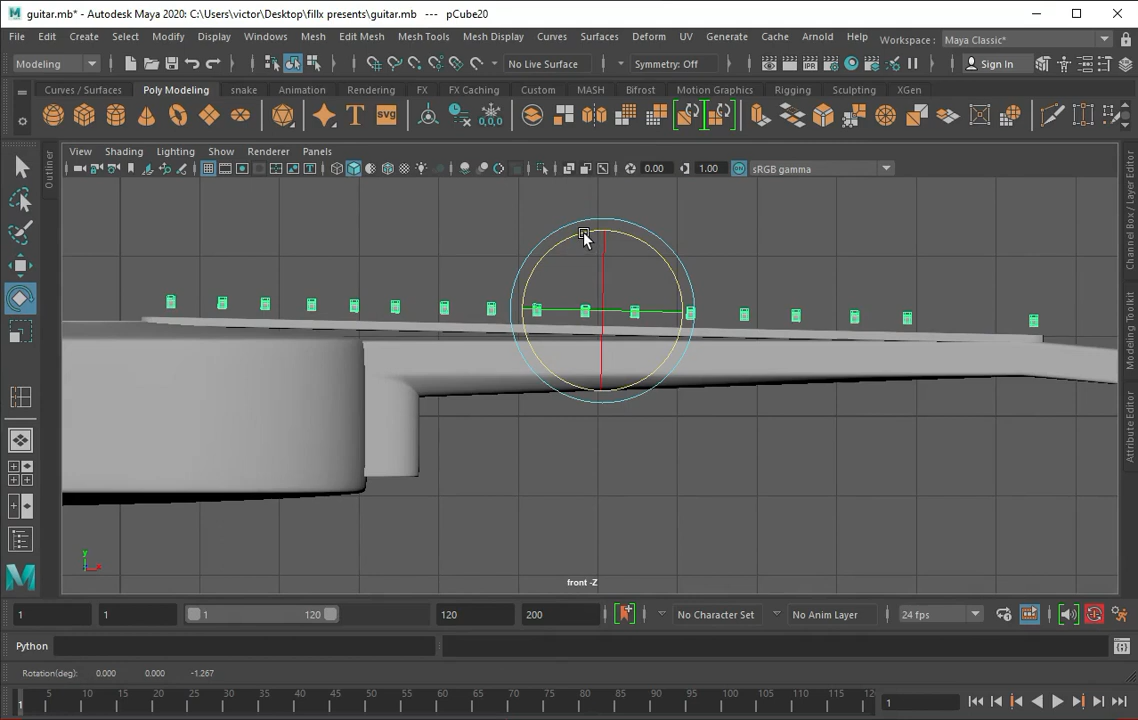 guitar.mb* - Autodesk Maya 2020: C:\Users\victor\Desktop\fillx presents\guitar.mb --- pCube20
File Edit Create Select Modify Display Windows Mesh Edit Mesh Mesh Tools Mesh Display Curves Surfaces Deform UV Generate Cache Arnold Help Workspace : Maya Classic*
Modeling No Live Surface Symmetry: Off Sign In
Curves / Surfaces Poly Modeling snake Animation Rendering FX FX Caching Custom MASH Bifrost Motion Graphics Rigging Sculpting XGen
T SVG 0,0,0
View Shading Lighting Show Renderer Panels
0.00 1.00 sRGB gamma
Outliner
Channel Box / Layer Editor
Modeling Toolkit
Attribute Editor
y
x
front -Z
1 1 1 120 120 200 No Character Set No Anim Layer 24 fps
Python
Rotation(deg): 0.000 0.000 -1.267
1 5 10 15 20 25 30 35 40 45 50 55 60 65 70 75 80 85 90 95 100 105 110 115 12 1